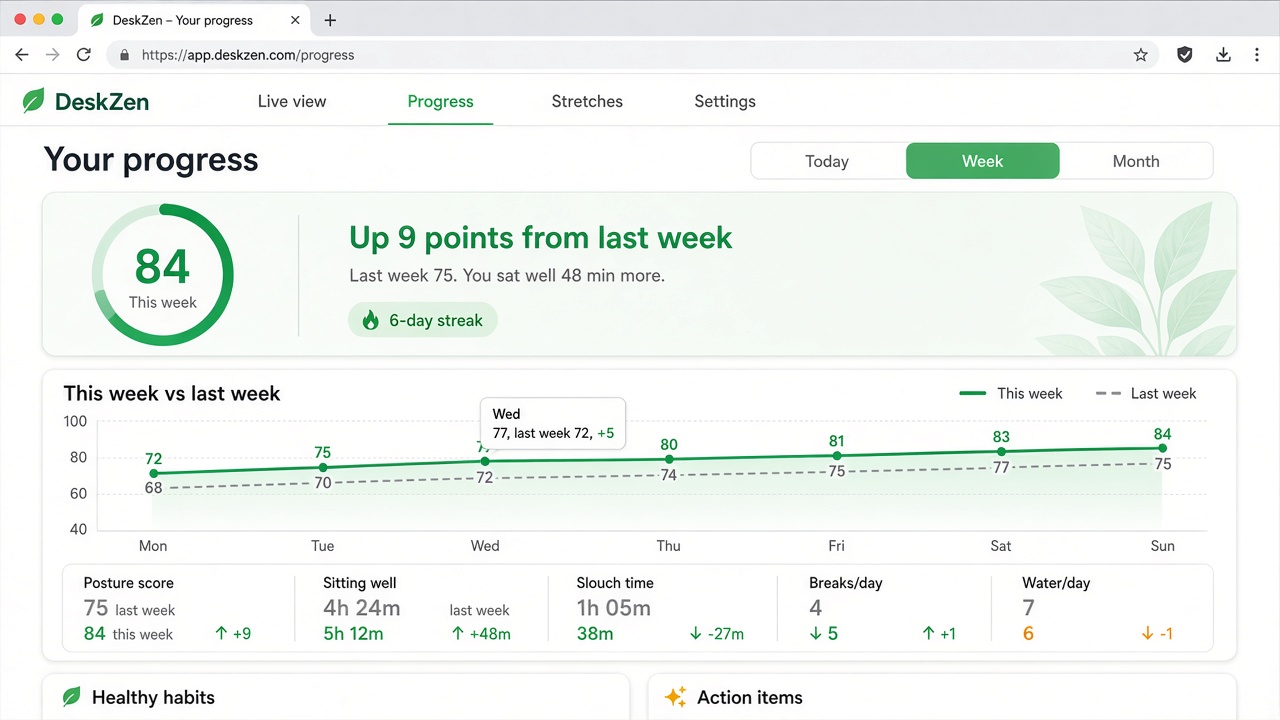 DeskZen – Your progress
https://app.deskzen.com/progress
DeskZen
Live view
Progress
Stretches
Settings
Your progress
Today
Week
Month
84
This week
Up 9 points from last week
Last week 75. You sat well 48 min more.
6-day streak
This week vs last week
This week
Last week
Wed
77, last week 72, +5
100
80
60
40
72
75
80
81
83
84
68
70
72
74
75
77
75
Mon
Tue
Wed
Thu
Fri
Sat
Sun
Posture score
75 last week
84 this week ↑ +9
Sitting well
4h 24m last week
5h 12m ↑ +48m
Slouch time
1h 05m
38m ↓ -27m
Breaks/day
4
↓ 5 ↑ +1
Water/day
7
6 ↓ -1
Healthy habits
Action items